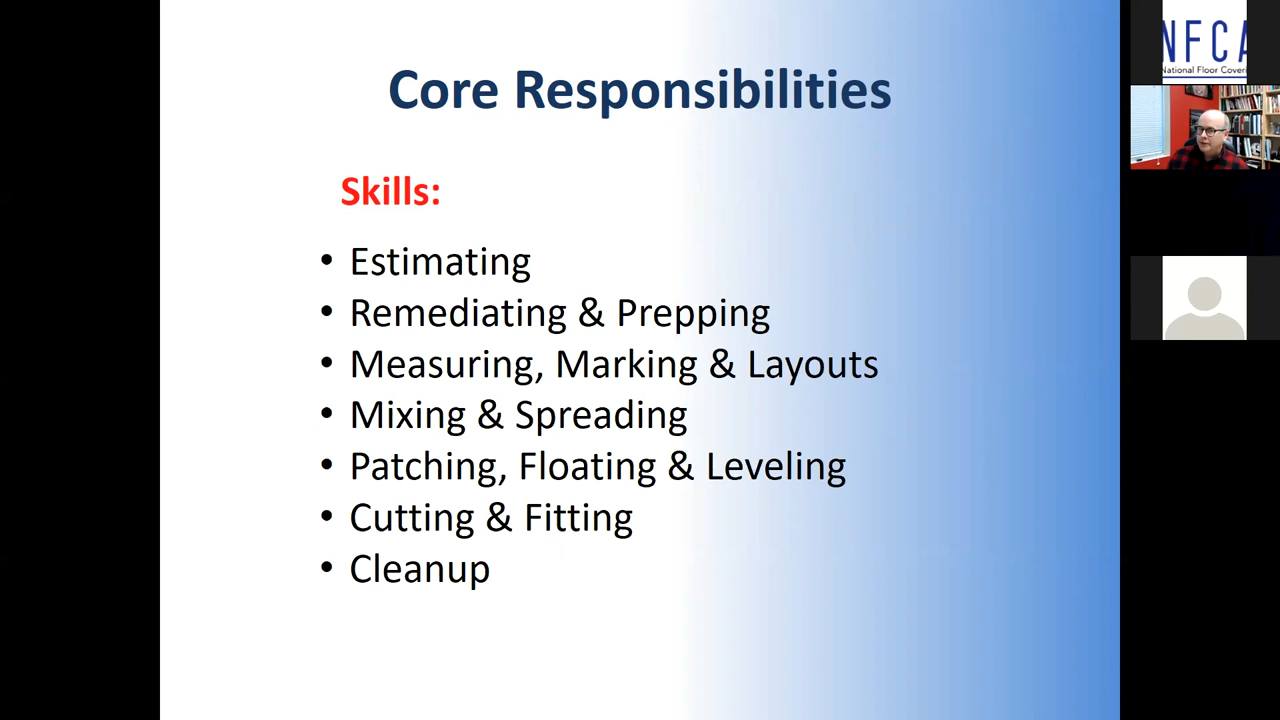 Core Responsibilities
Skills:
• Estimating
• Remediating & Prepping
• Measuring, Marking & Layouts
• Mixing & Spreading
• Patching, Floating & Leveling
• Cutting & Fitting
• Cleanup
NFCA
National Floor